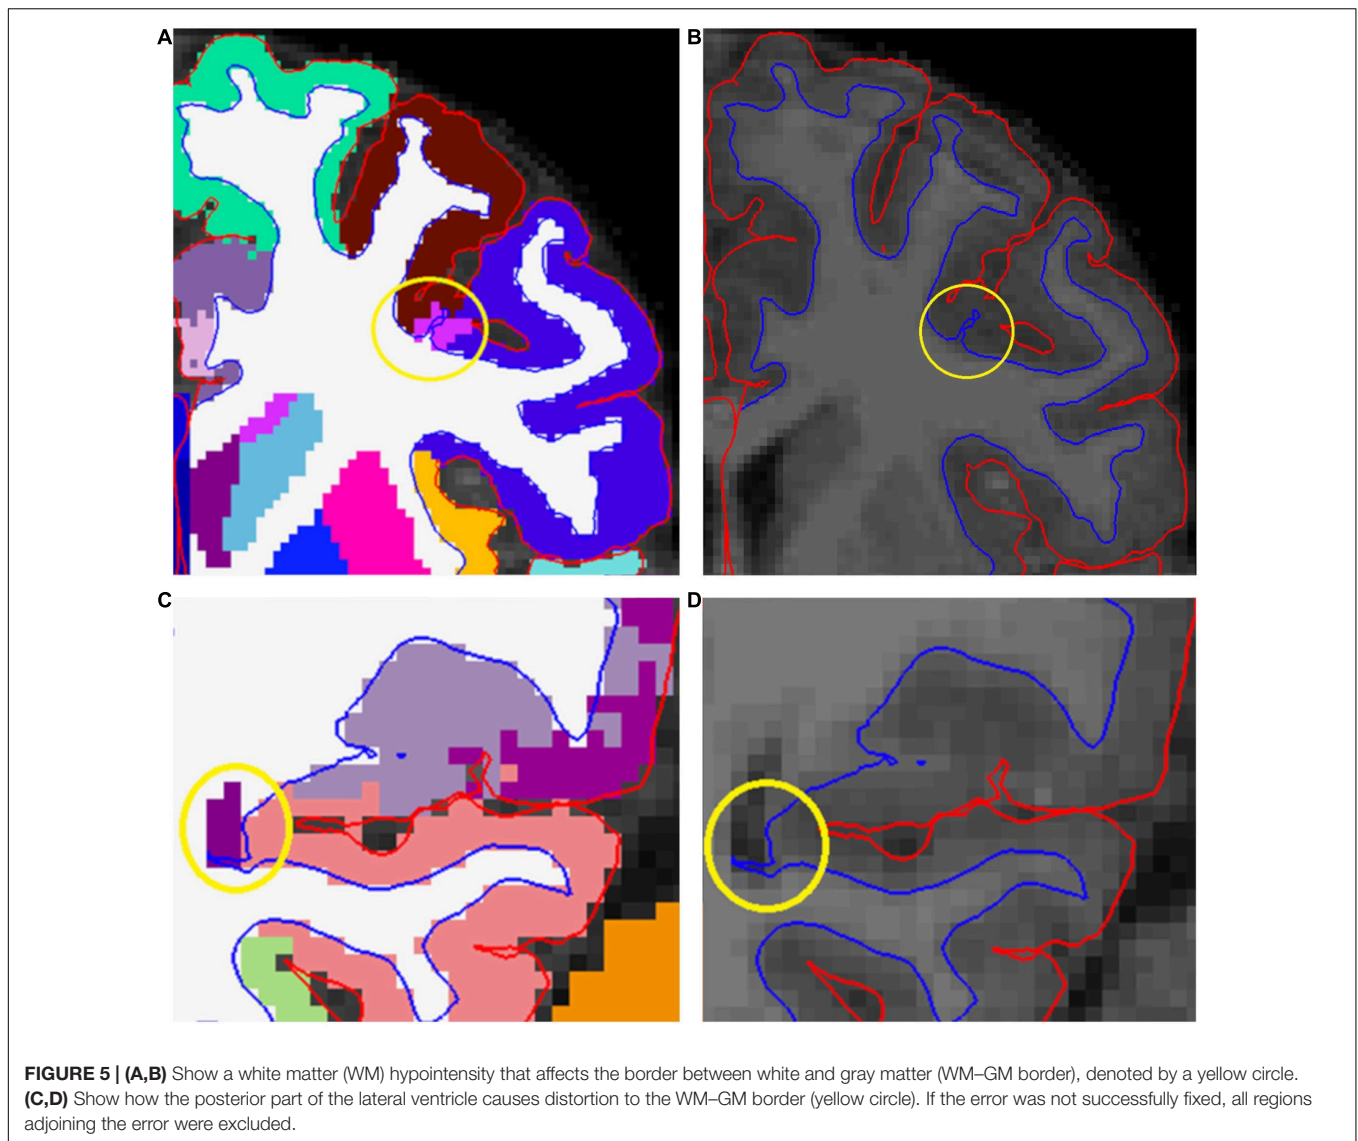 A
B
C
D
FIGURE 5 | (A,B) Show a white matter (WM) hypointensity that affects the border between white and gray matter (WM–GM border), denoted by a yellow circle.
(C,D) Show how the posterior part of the lateral ventricle causes distortion to the WM–GM border (yellow circle). If the error was not successfully fixed, all regions
adjoining the error were excluded.